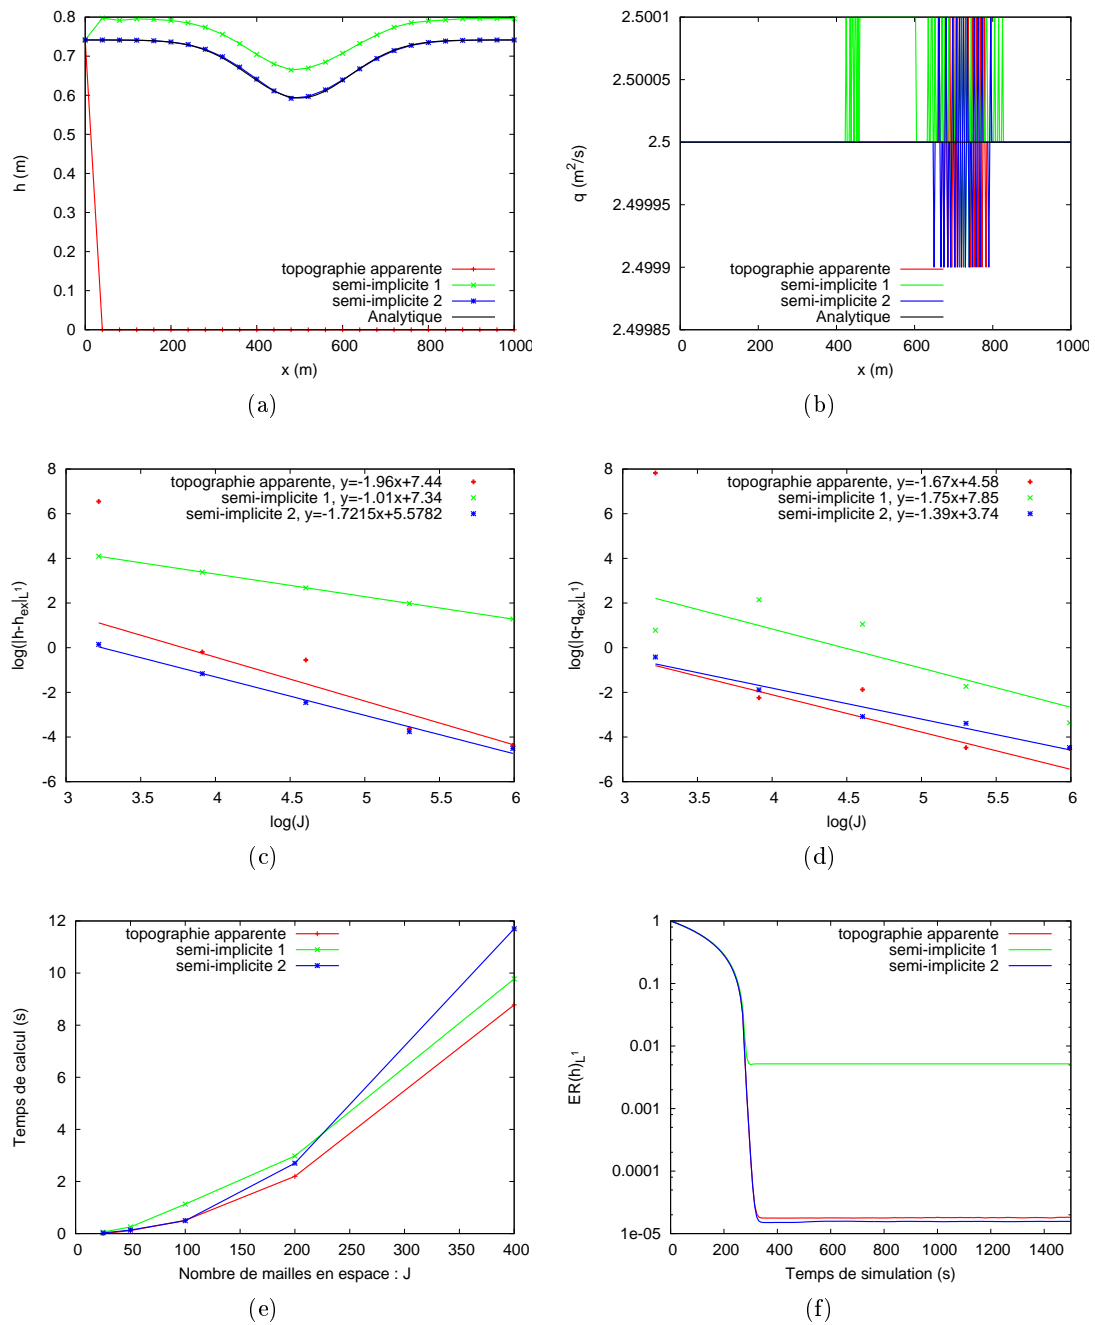 0.8
0.7
0.6
0.5
0.4
0.3
0.2
0.1
0
h (m)
0 200 400 600 800 1000
x (m)
topographie apparente
semi-implicite 1
semi-implicite 2
Analytique
(a)
2.5001
2.50005
2.5
2.49995
2.4999
2.49985
q (m²/s)
0 200 400 600 800 1000
x (m)
topographie apparente
semi-implicite 1
semi-implicite 2
Analytique
(b)
8
6
4
2
0
-2
-4
-6
log(|h-h_ex|_L¹)
3 3.5 4 4.5 5 5.5 6
log(J)
topographie apparente, y=-1.96x+7.44
semi-implicite 1, y=-1.01x+7.34
semi-implicite 2, y=-1.7215x+5.5782
(c)
8
6
4
2
0
-2
-4
-6
log(|q-q_ex|_L¹)
3 3.5 4 4.5 5 5.5 6
log(J)
topographie apparente, y=-1.67x+4.58
semi-implicite 1, y=-1.75x+7.85
semi-implicite 2, y=-1.39x+3.74
(d)
12
10
8
6
4
2
0
Temps de calcul (s)
0 50 100 150 200 250 300 350 400
Nombre de mailles en espace : J
topographie apparente
semi-implicite 1
semi-implicite 2
(e)
1
0.1
0.01
0.001
0.0001
1e-05
ER(h)_L¹
0 200 400 600 800 1000 1200 1400
Temps de simulation (s)
topographie apparente
semi-implicite 1
semi-implicite 2
(f)